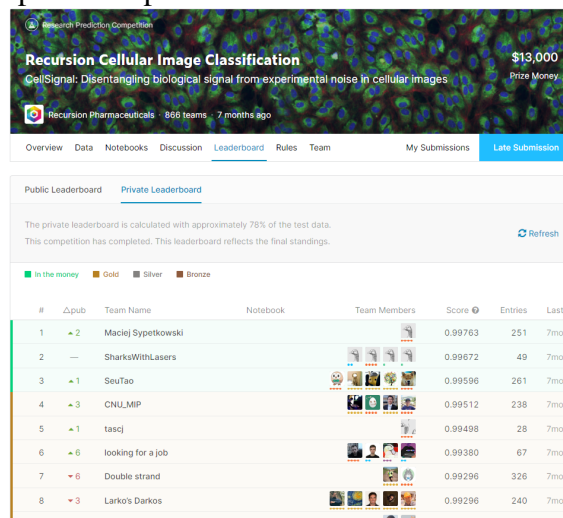 Research Prediction Competition
Recursion Cellular Image Classification
CellSignal: Disentangling biological signal from experimental noise in cellular images
$13,000
Prize Money
Recursion Pharmaceuticals · 866 teams · 7 months ago
Overview Data Notebooks Discussion Leaderboard Rules Team My Submissions Late Submission
Public Leaderboard Private Leaderboard
The private leaderboard is calculated with approximately 78% of the test data.
This competition has completed. This leaderboard reflects the final standings.
Refresh
In the money Gold Silver Bronze
# △pub Team Name Notebook Team Members Score Entries Last
1 ▲ 2 Maciej Sypetkowski 0.99763 251 7mo
2 — SharksWithLasers 0.99672 49 7mo
3 ▲ 1 SeuTao 0.99596 261 7mo
4 ▲ 3 CNU_MIP 0.99512 238 7mo
5 ▲ 1 tascj 0.99498 28 7mo
6 ▲ 6 looking for a job 0.99380 67 7mo
7 ▼ 6 Double strand 0.99296 326 7mo
8 ▼ 3 Larko's Darkos 0.99296 240 7mo